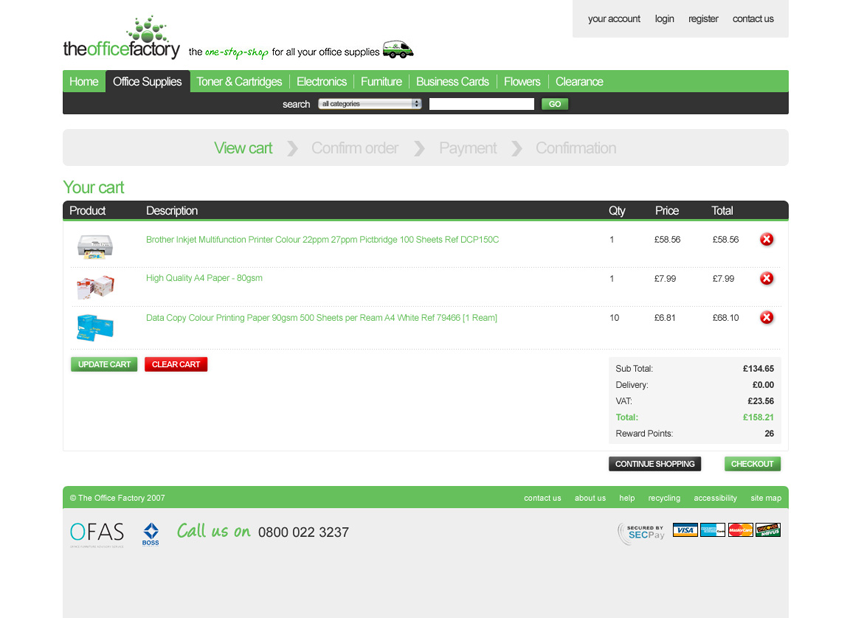 your account login register contact us
theofficefactory the one-stop-shop for all your office supplies
Home Office Supplies Toner & Cartridges Electronics Furniture Business Cards Flowers Clearance
search all categories GO
View cart Confirm order Payment Confirmation
Your cart
Product Description Qty Price Total
Brother Inkjet Multifunction Printer Colour 22ppm 27ppm Pictbridge 100 Sheets Ref DCP150C 1 £58.56 £58.56
High Quality A4 Paper - 80gsm 1 £7.99 £7.99
Data Copy Colour Printing Paper 90gsm 500 Sheets per Ream A4 White Ref 79466 [1 Ream] 10 £6.81 £68.10
UPDATE CART CLEAR CART
Sub Total: £134.65
Delivery: £0.00
VAT: £23.56
Total: £158.21
Reward Points: 26
CONTINUE SHOPPING CHECKOUT
© The Office Factory 2007 contact us about us help recycling accessibility site map
OFAS BOSS Call us on 0800 022 3237 SECURED BY SECPay VISA MasterCard